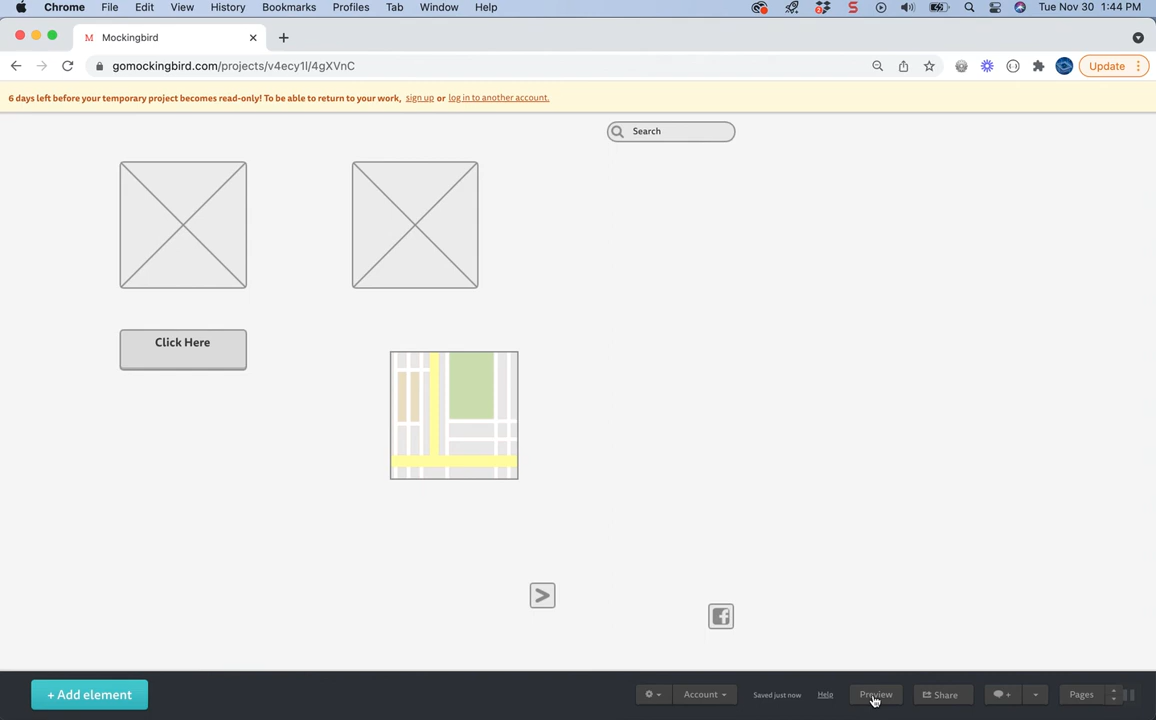 Chrome File Edit View History Bookmarks Profiles Tab Window Help Tue Nov 30 1:44 PM
M Mockingbird
gomockingbird.com/projects/v4ecy1l/4gXVnC Update
6 days left before your temporary project becomes read-only! To be able to return to your work, sign up or log in to another account.
Search
Click Here
+ Add element Account Saved just now Help Preview Share + Pages